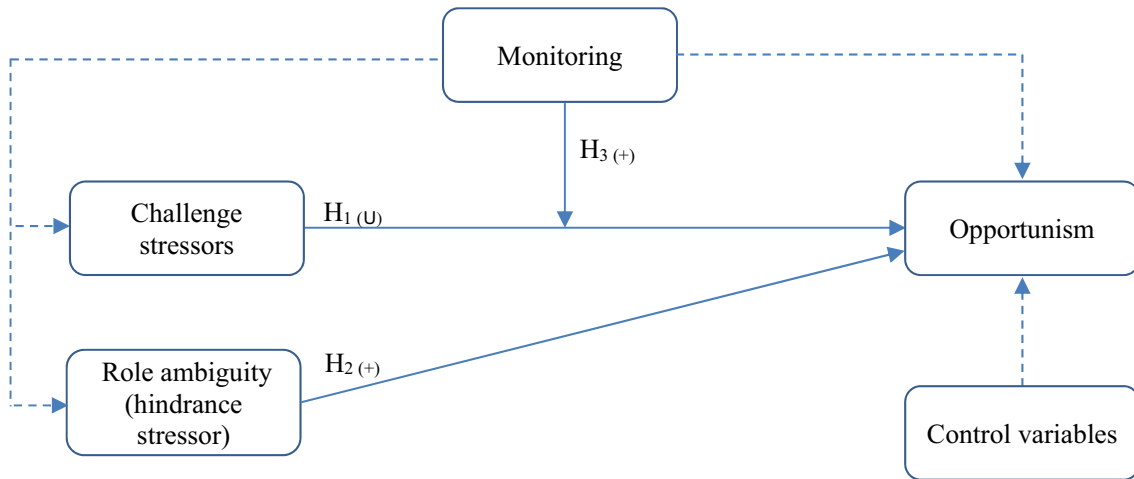 Monitoring
H3 (+)
Challenge
stressors
H1 (U)
Opportunism
Role ambiguity
(hindrance
stressor)
H2 (+)
Control variables